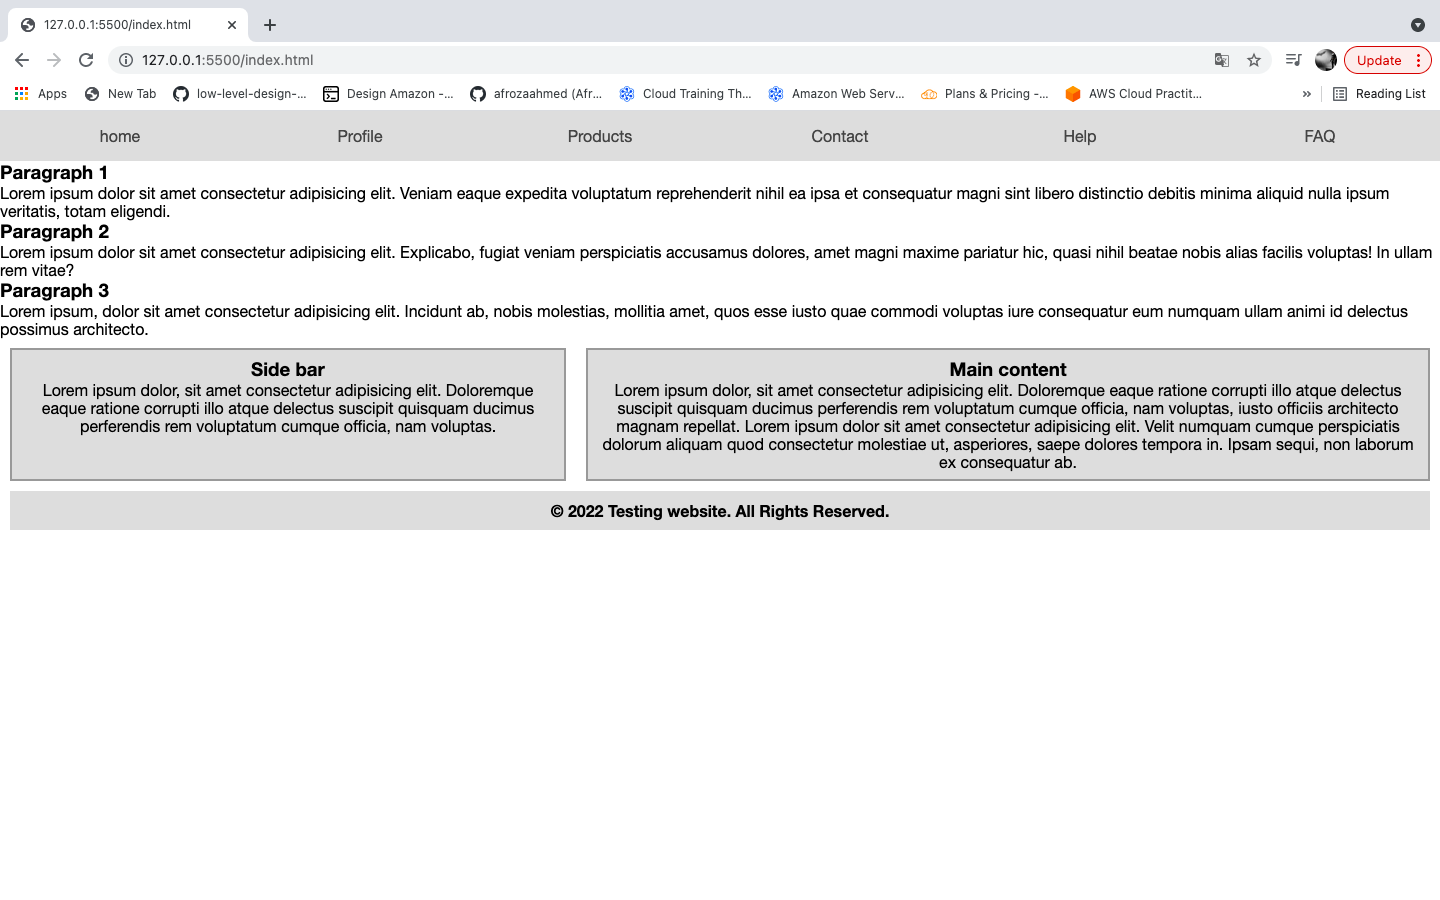 127.0.0.1:5500/index.html
127.0.0.1:5500/index.html
Update
Apps New Tab low-level-design-... Design Amazon -... afrozaahmed (Afr... Cloud Training Th... Amazon Web Serv... Plans & Pricing -... AWS Cloud Practit... » Reading List
home Profile Products Contact Help FAQ
Paragraph 1
Lorem ipsum dolor sit amet consectetur adipisicing elit. Veniam eaque expedita voluptatum reprehenderit nihil ea ipsa et consequatur magni sint libero distinctio debitis minima aliquid nulla ipsum
veritatis, totam eligendi.
Paragraph 2
Lorem ipsum dolor sit amet consectetur adipisicing elit. Explicabo, fugiat veniam perspiciatis accusamus dolores, amet magni maxime pariatur hic, quasi nihil beatae nobis alias facilis voluptas! In ullam
rem vitae?
Paragraph 3
Lorem ipsum, dolor sit amet consectetur adipisicing elit. Incidunt ab, nobis molestias, mollitia amet, quos esse iusto quae commodi voluptas iure consequatur eum numquam ullam animi id delectus
possimus architecto.
Side bar
Lorem ipsum dolor, sit amet consectetur adipisicing elit. Doloremque
eaque ratione corrupti illo atque delectus suscipit quisquam ducimus
perferendis rem voluptatum cumque officia, nam voluptas.
Main content
Lorem ipsum dolor, sit amet consectetur adipisicing elit. Doloremque eaque ratione corrupti illo atque delectus
suscipit quisquam ducimus perferendis rem voluptatum cumque officia, nam voluptas, iusto officiis architecto
magnam repellat. Lorem ipsum dolor sit amet consectetur adipisicing elit. Velit numquam cumque perspiciatis
dolorum aliquam quod consectetur molestiae ut, asperiores, saepe dolores tempora in. Ipsam sequi, non laborum
ex consequatur ab.
© 2022 Testing website. All Rights Reserved.